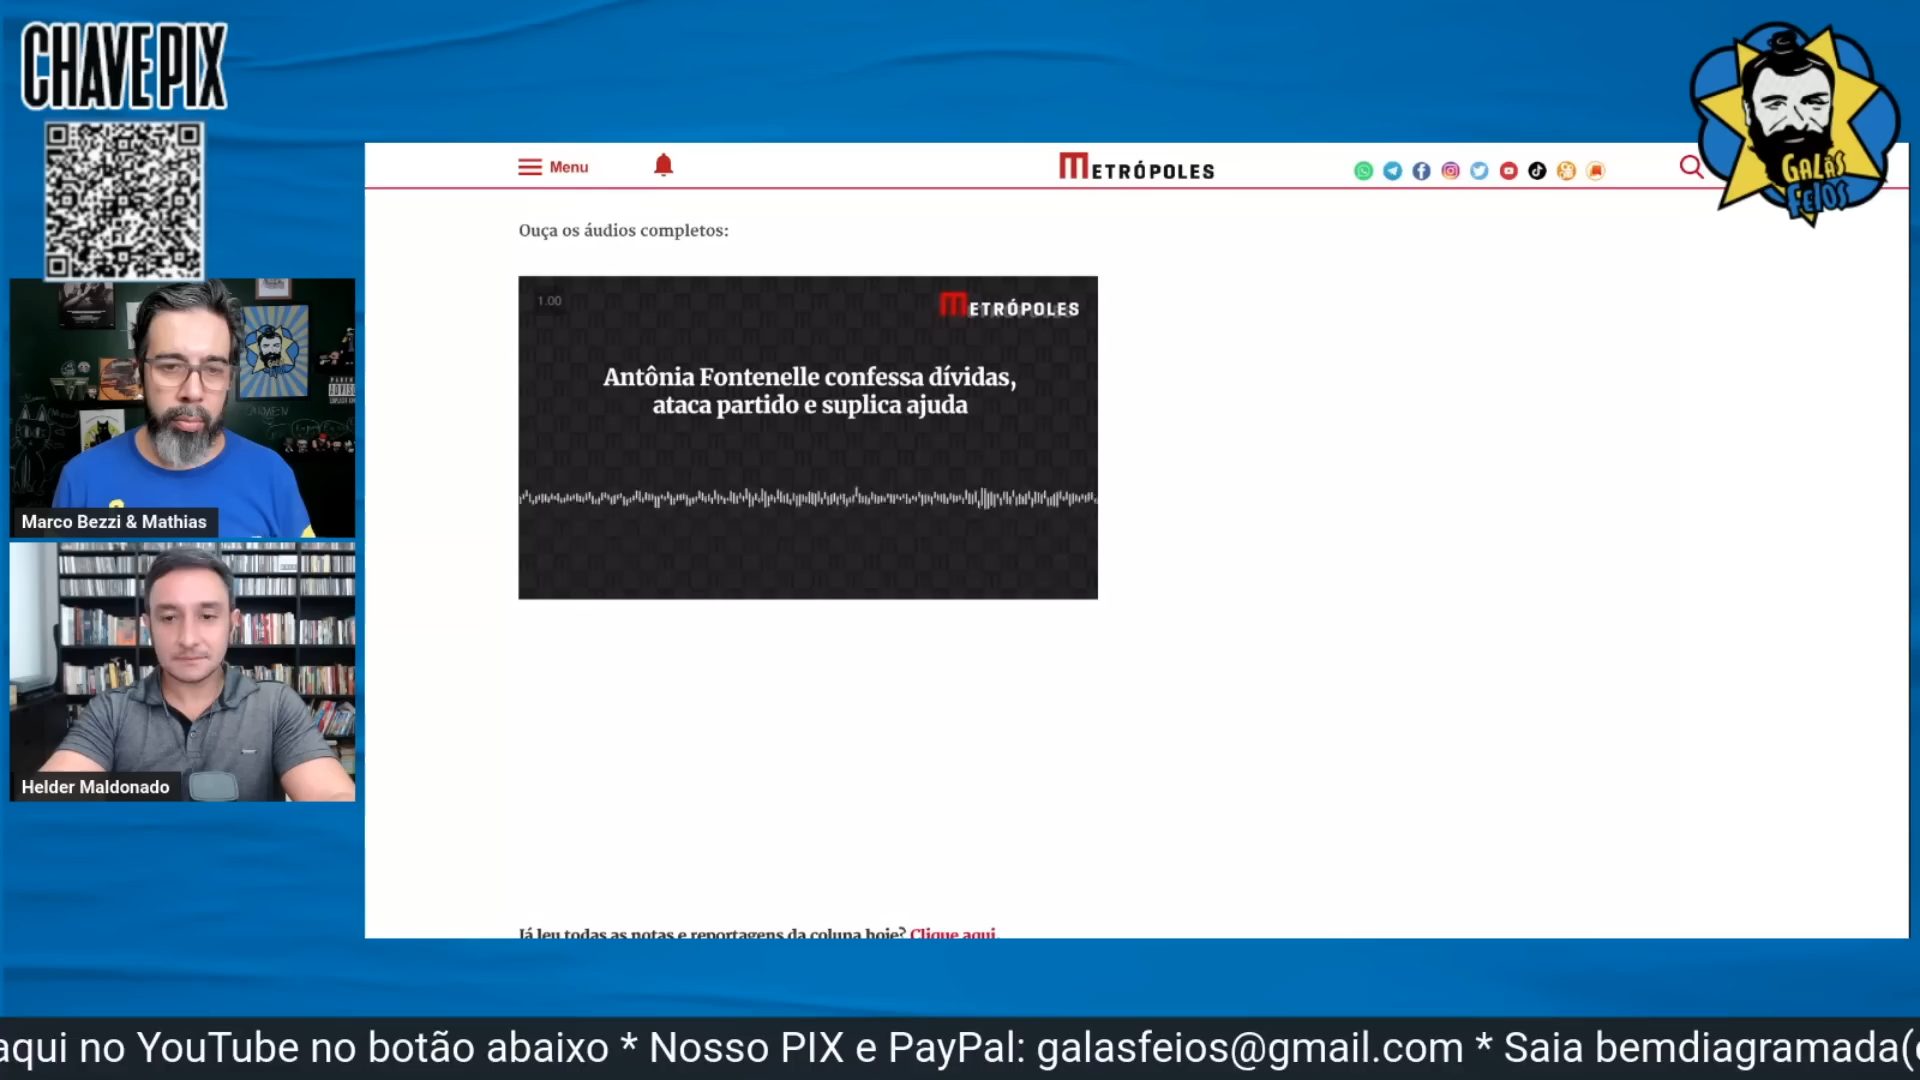 CHAVE PIX
GALÃS
FEIOS
Menu
METRÓPOLES
Ouça os áudios completos:
1.00
METRÓPOLES
Antônia Fontenelle confessa dívidas,
ataca partido e suplica ajuda
Marco Bezzi & Mathias
Helder Maldonado
Já leu todas as notas e reportagens da coluna hoje? Clique aqui.
aqui no YouTube no botão abaixo * Nosso PIX e PayPal: galasfeios@gmail.com * Saia bemdiagramada(